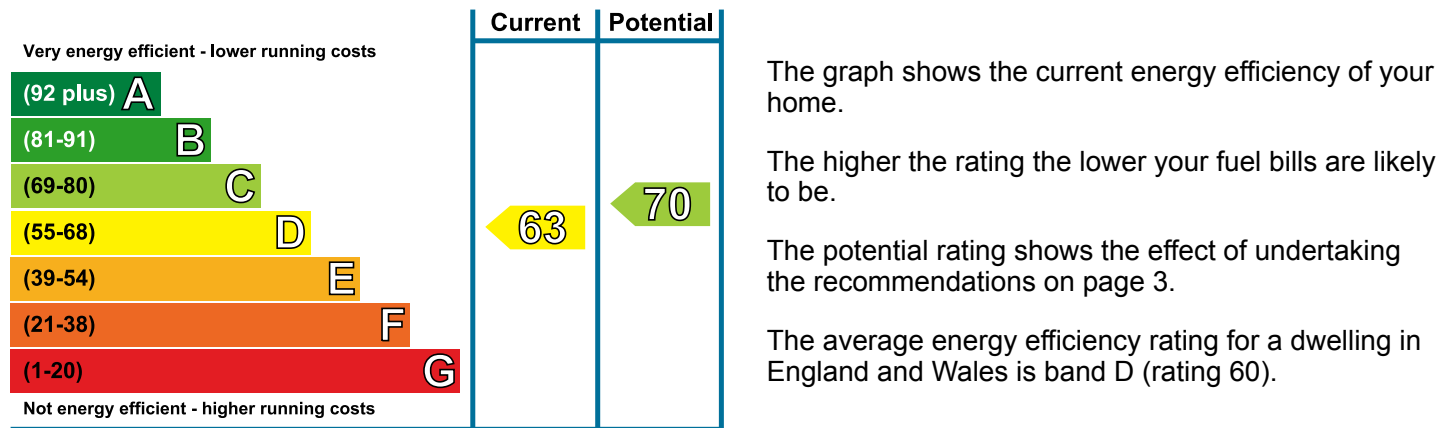 Current Potential
Very energy efficient - lower running costs
(92 plus) A
(81-91) B
(69-80) C
(55-68) D
(39-54) E
(21-38) F
(1-20) G
Not energy efficient - higher running costs
63
70
The graph shows the current energy efficiency of your
home.
The higher the rating the lower your fuel bills are likely
to be.
The potential rating shows the effect of undertaking
the recommendations on page 3.
The average energy efficiency rating for a dwelling in
England and Wales is band D (rating 60).